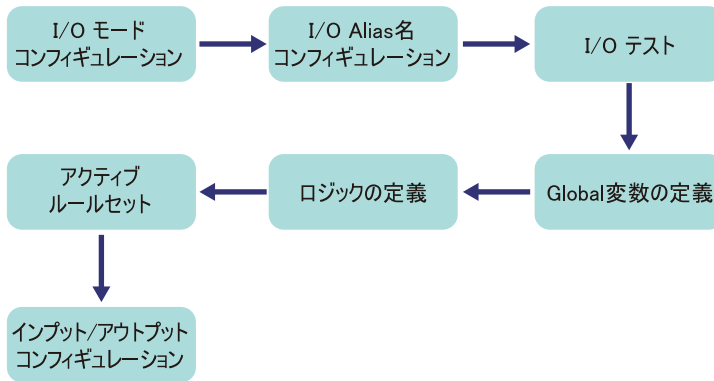 I/O モード
コンフィギュレーション
I/O Alias名
コンフィギュレーション
I/O テスト
Global変数の定義
ロジックの定義
アクティブ
ルールセット
インプット/アウトプット
コンフィギュレーション